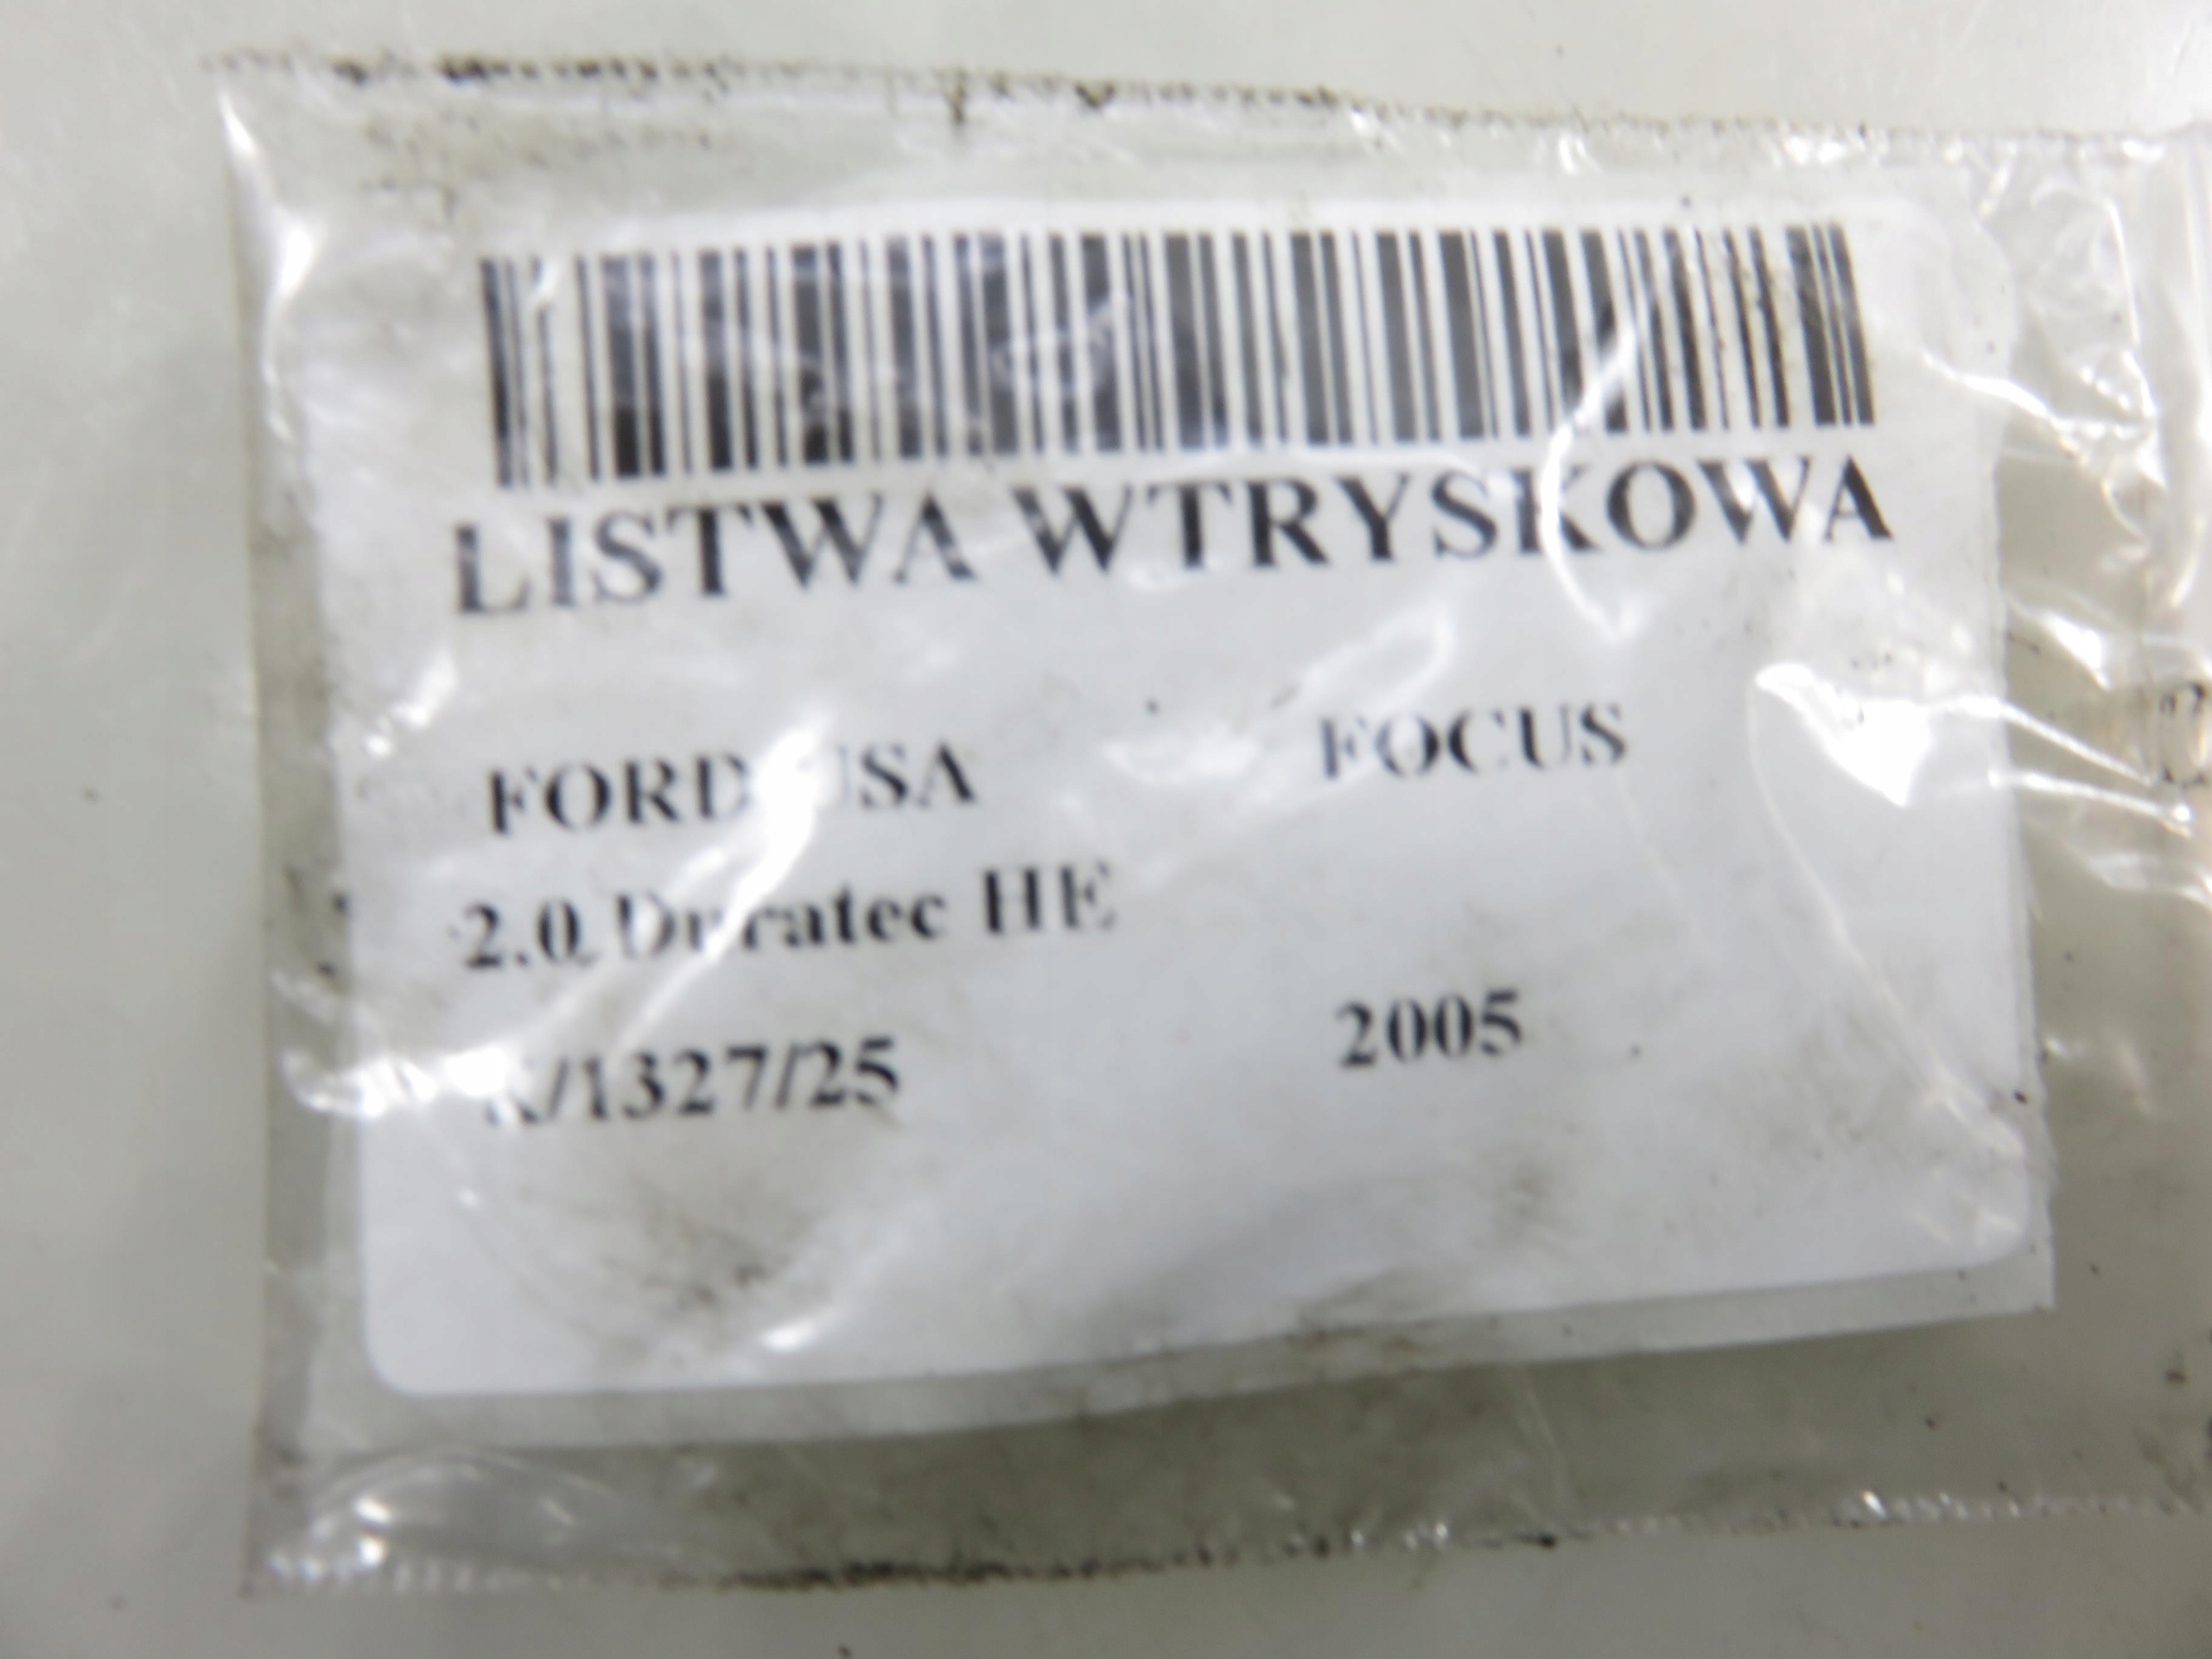 LISTWA WTRYSKOWA
FORD USA FOCUS
2.0 Duratec HE
K/1327/25 2005